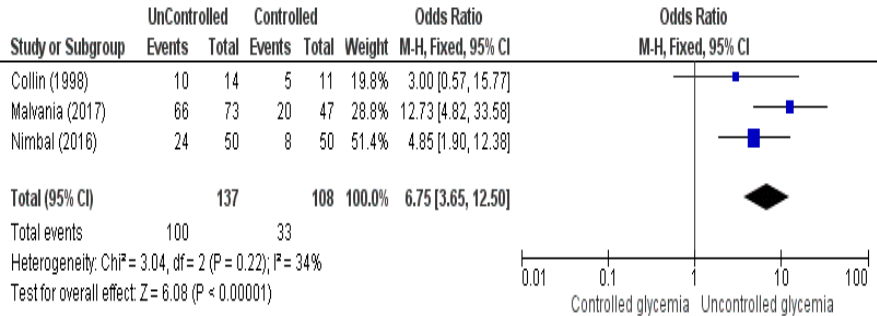 UnControlled Controlled Odds Ratio Odds Ratio
Study or Subgroup Events Total Events Total Weight M-H, Fixed, 95% CI M-H, Fixed, 95% CI
Collin (1998) 10 14 5 11 19.8% 3.00 [0.57, 15.77]
Malvania (2017) 66 73 20 47 28.8% 12.73 [4.82, 33.58]
Nimbal (2016) 24 50 8 50 51.4% 4.85 [1.90, 12.38]
Total (95% CI) 137 108 100.0% 6.75 [3.65, 12.50]
Total events 100 33
Heterogeneity: Chi² = 3.04, df = 2 (P = 0.22); I² = 34%
Test for overall effect: Z = 6.08 (P < 0.00001)
0.01 0.1 1 10 100
Controlled glycemia Uncontrolled glycemia